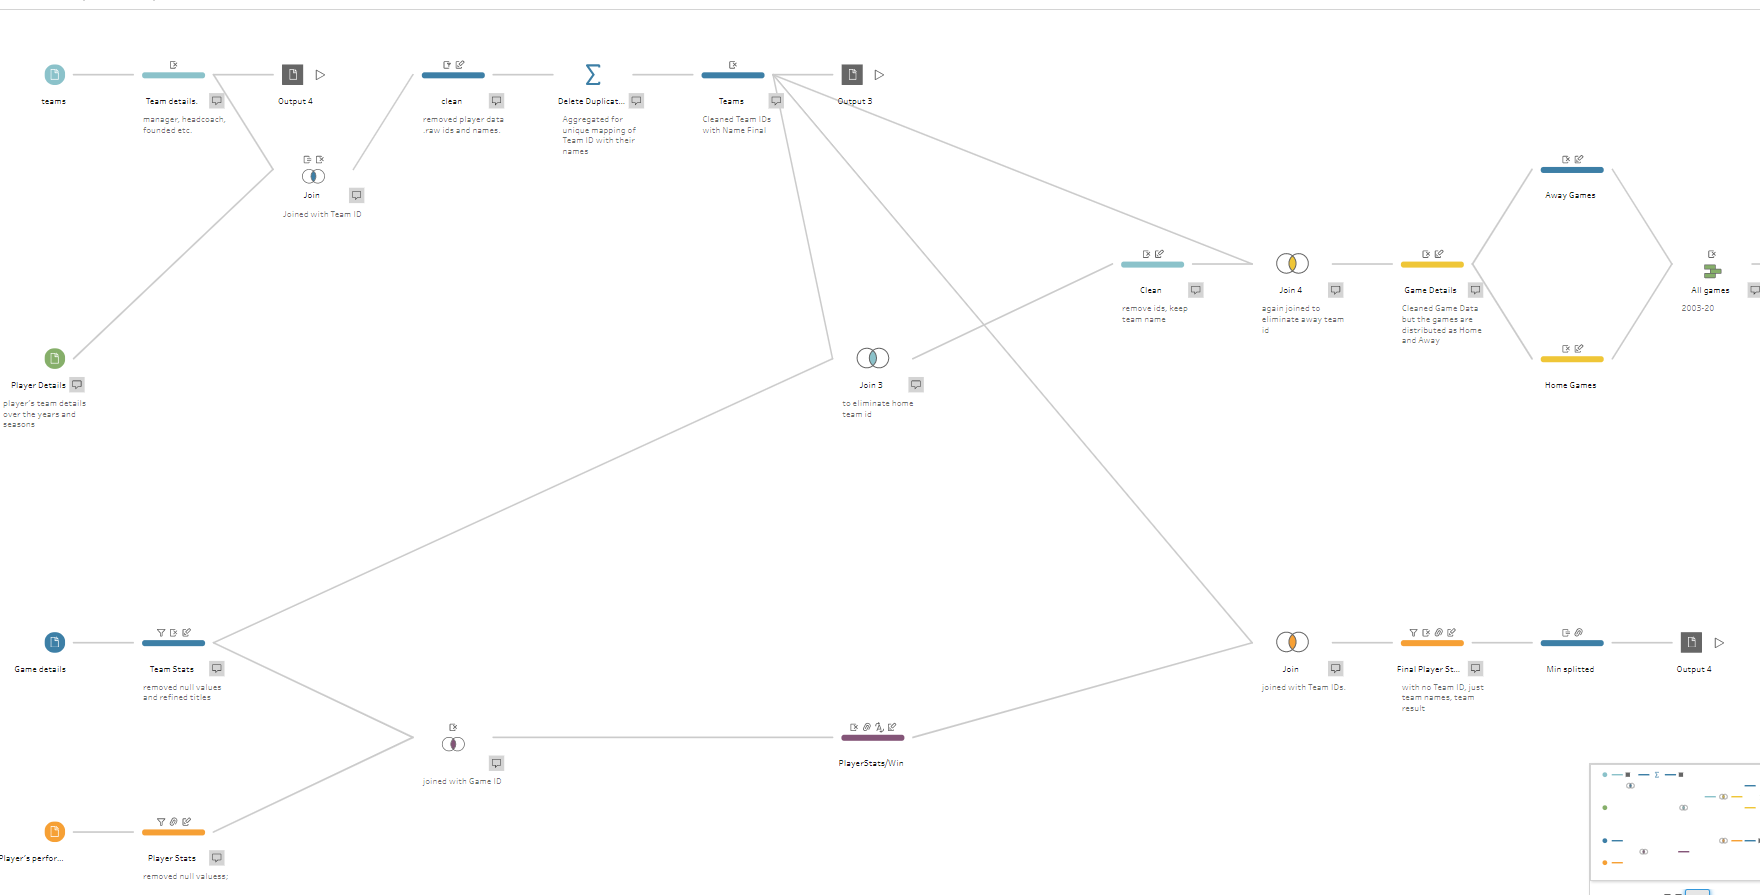 teams
Team details.
manager, headcoach,
founded etc.
Output 4
clean
removed player data
.raw ids and names.
Delete Duplicat...
Aggregated for
unique mapping of
Team ID with their
names
Teams
Cleaned Team IDs
with Name Final
Output 3
Join
Joined with Team ID
Away Games
Clean
remove ids, keep
team name
Join 4
again joined to
eliminate away team
id
Game Details
Cleaned Game Data
but the games are
distributed as Home
and Away
All games
2003-20
Player Details
player's team details
over the years and
seasons
Join 3
to eliminate home
team id
Home Games
Game details
Team Stats
removed null values
and refined titles
Join
joined with Team IDs.
Final Player St...
with no Team ID, just
team names, team
result
Min splitted
Output 4
joined with Game ID
PlayerStats/Win
Player's perfor...
Player Stats
removed null valuess;